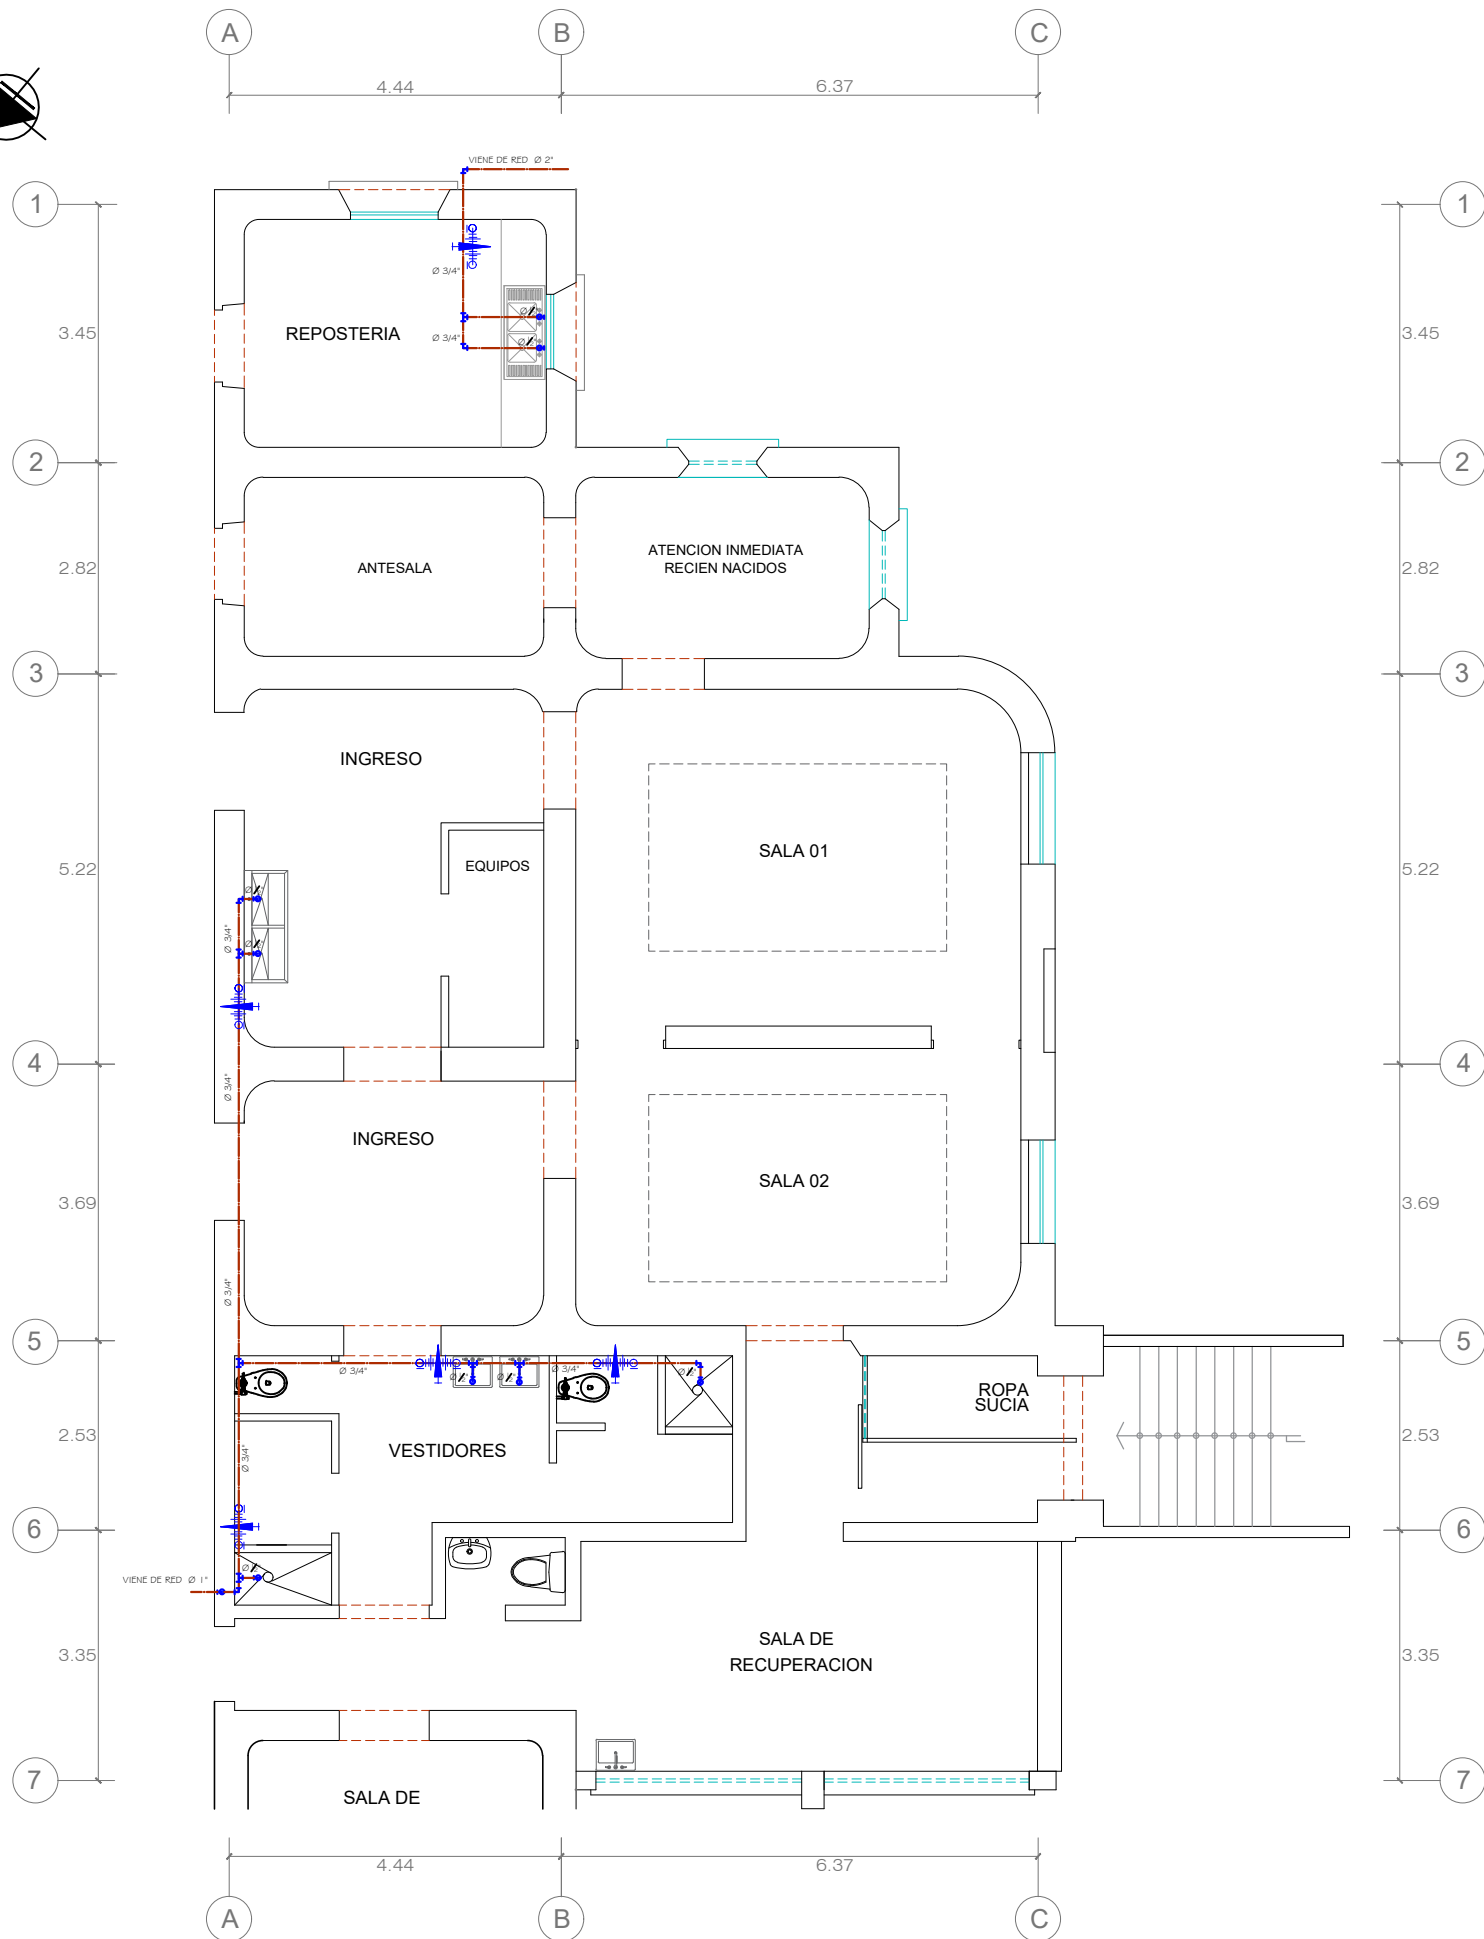 A
B
C
4.44
6.37
VIENE DE RED Ø 2"
1
1
Ø 3/4"
3.45
REPOSTERIA
Ø 3/4"
3.45
2
2
2.82
ANTESALA
ATENCION INMEDIATA
RECIEN NACIDOS
2.82
3
3
INGRESO
5.22
EQUIPOS
SALA 01
5.22
Ø 3/4"
4
4
Ø 3/4"
INGRESO
3.69
SALA 02
3.69
Ø 3/4"
5
5
Ø 3/4"
Ø 3/4"
ROPA
SUCIA
2.53
VESTIDORES
2.53
Ø 3/4"
6
6
VIENE DE RED Ø 1"
3.35
SALA DE
RECUPERACION
3.35
7
7
SALA DE
4.44
6.37
A
B
C